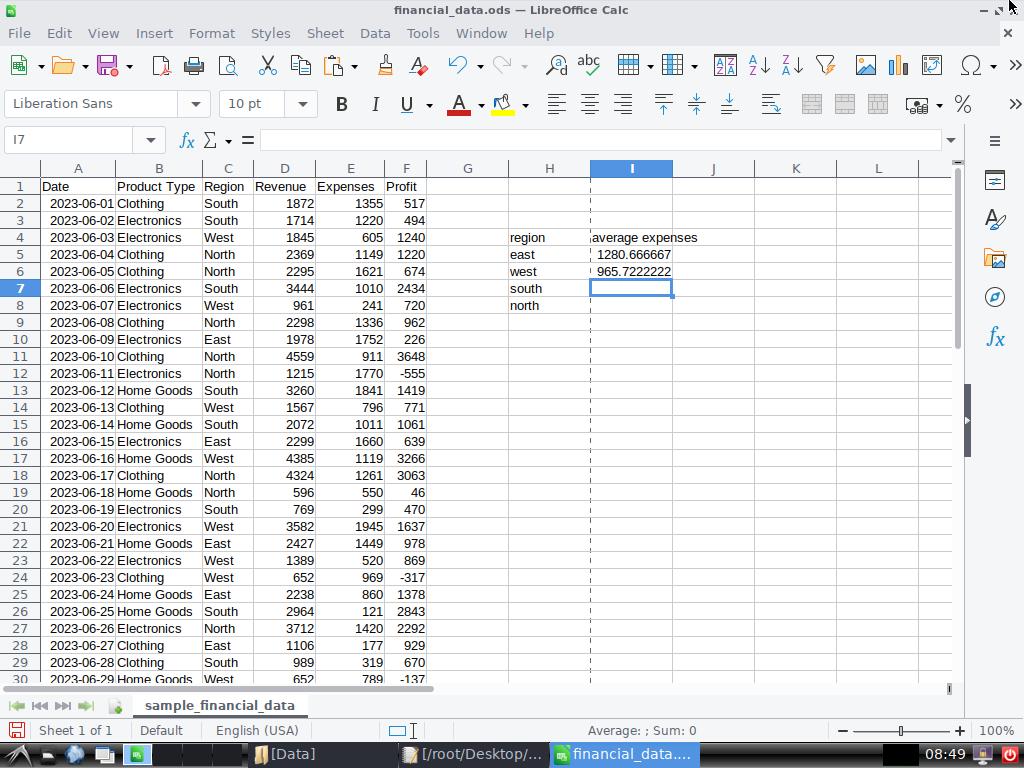 financial_data.ods — LibreOffice Calc
File Edit View Insert Format Styles Sheet Data Tools Window Help
Liberation Sans 10 pt
I7
A B C D E F G H I J K L
1 Date Product Type Region Revenue Expenses Profit
2 2023-06-01 Clothing South 1872 1355 517
3 2023-06-02 Electronics South 1714 1220 494
4 2023-06-03 Electronics West 1845 605 1240 region average expenses
5 2023-06-04 Clothing North 2369 1149 1220 east 1280.666667
6 2023-06-05 Clothing North 2295 1621 674 west 965.7222222
7 2023-06-06 Electronics South 3444 1010 2434 south
8 2023-06-07 Electronics West 961 241 720 north
9 2023-06-08 Clothing North 2298 1336 962
10 2023-06-09 Electronics East 1978 1752 226
11 2023-06-10 Clothing North 4559 911 3648
12 2023-06-11 Electronics North 1215 1770 -555
13 2023-06-12 Home Goods South 3260 1841 1419
14 2023-06-13 Clothing West 1567 796 771
15 2023-06-14 Home Goods South 2072 1011 1061
16 2023-06-15 Electronics East 2299 1660 639
17 2023-06-16 Home Goods West 4385 1119 3266
18 2023-06-17 Clothing North 4324 1261 3063
19 2023-06-18 Home Goods North 596 550 46
20 2023-06-19 Electronics South 769 299 470
21 2023-06-20 Electronics West 3582 1945 1637
22 2023-06-21 Home Goods East 2427 1449 978
23 2023-06-22 Electronics West 1389 520 869
24 2023-06-23 Clothing West 652 969 -317
25 2023-06-24 Home Goods East 2238 860 1378
26 2023-06-25 Home Goods South 2964 121 2843
27 2023-06-26 Electronics North 3712 1420 2292
28 2023-06-27 Clothing East 1106 177 929
29 2023-06-28 Clothing South 989 319 670
30 2023-06-29 Home Goods West 652 789 -137
sample_financial_data
Sheet 1 of 1 Default English (USA) Average: ; Sum: 0 100%
[Data] [/root/Desktop/... financial_data.... 08:49